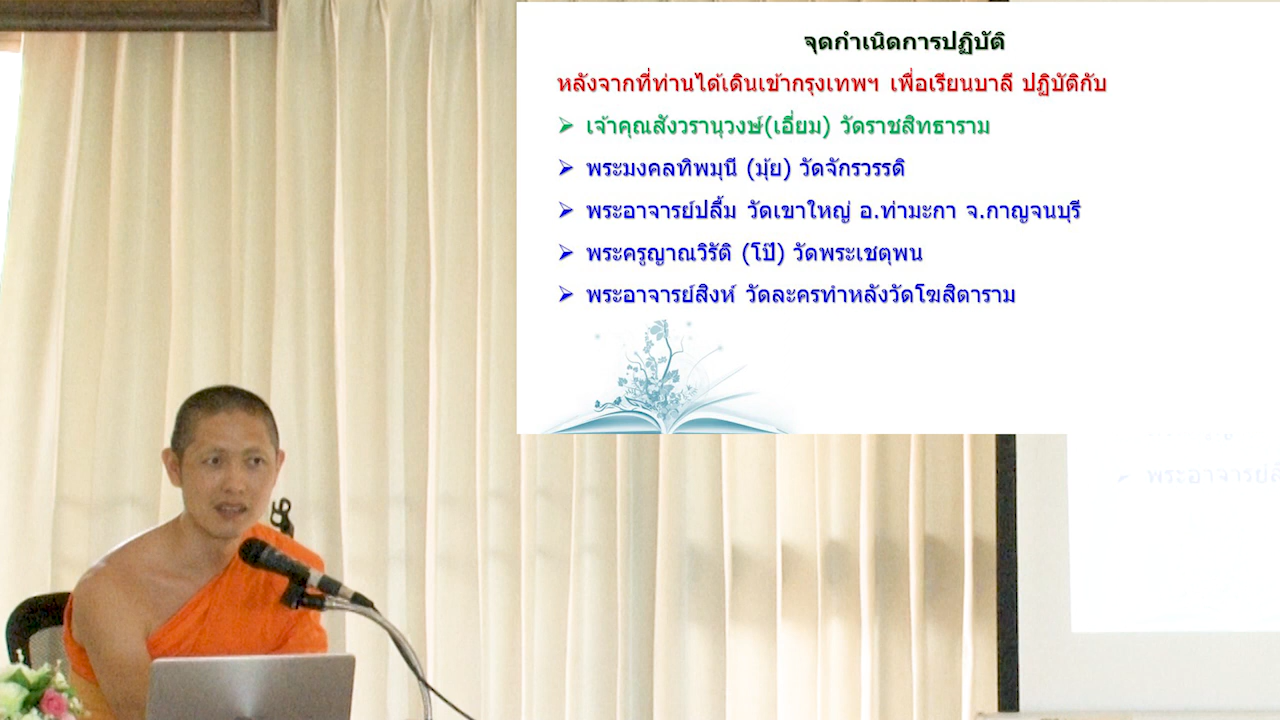 จุดกำเนิดการปฏิบัติ
หลังจากที่ท่านได้เดินเข้ากรุงเทพฯ เพื่อเรียนบาลี ปฏิบัติกับ
➢ เจ้าคุณสังวรานุวงษ์(เอี่ยม) วัดราชสิทธาราม
➢ พระมงคลทิพมุนี (มุ้ย) วัดจักรวรรดิ
➢ พระอาจารย์ปลื้ม วัดเขาใหญ่ อ.ท่ามะกา จ.กาญจนบุรี
➢ พระครูญาณวิรัติ (โป๊) วัดพระเชตุพน
➢ พระอาจารย์สิงห์ วัดละครทำหลังวัดโฆสิตาราม
➢ พระอาจารย์